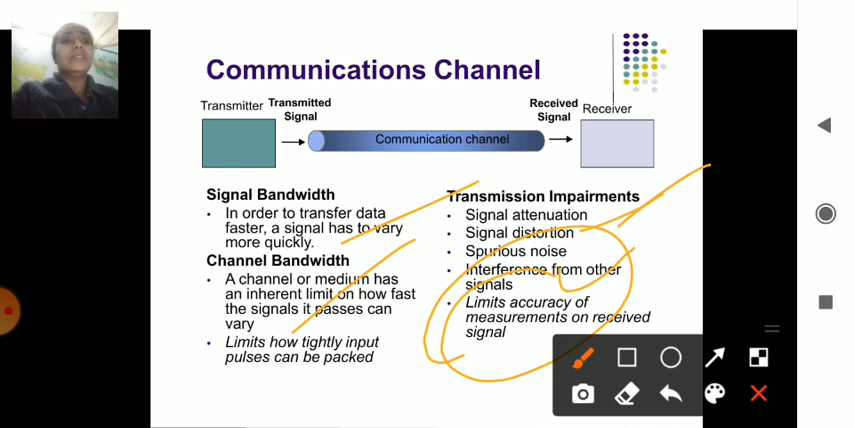 Communications Channel
Transmitter
Transmitted
Signal
Communication channel
Received
Signal
Receiver
Signal Bandwidth
• In order to transfer data
faster, a signal has to vary
more quickly.
Channel Bandwidth
• A channel or medium has
an inherent limit on how fast
the signals it passes can
vary
• Limits how tightly input
pulses can be packed
Transmission Impairments
• Signal attenuation
• Signal distortion
• Spurious noise
• Interference from other
signals
• Limits accuracy of
measurements on received
signal